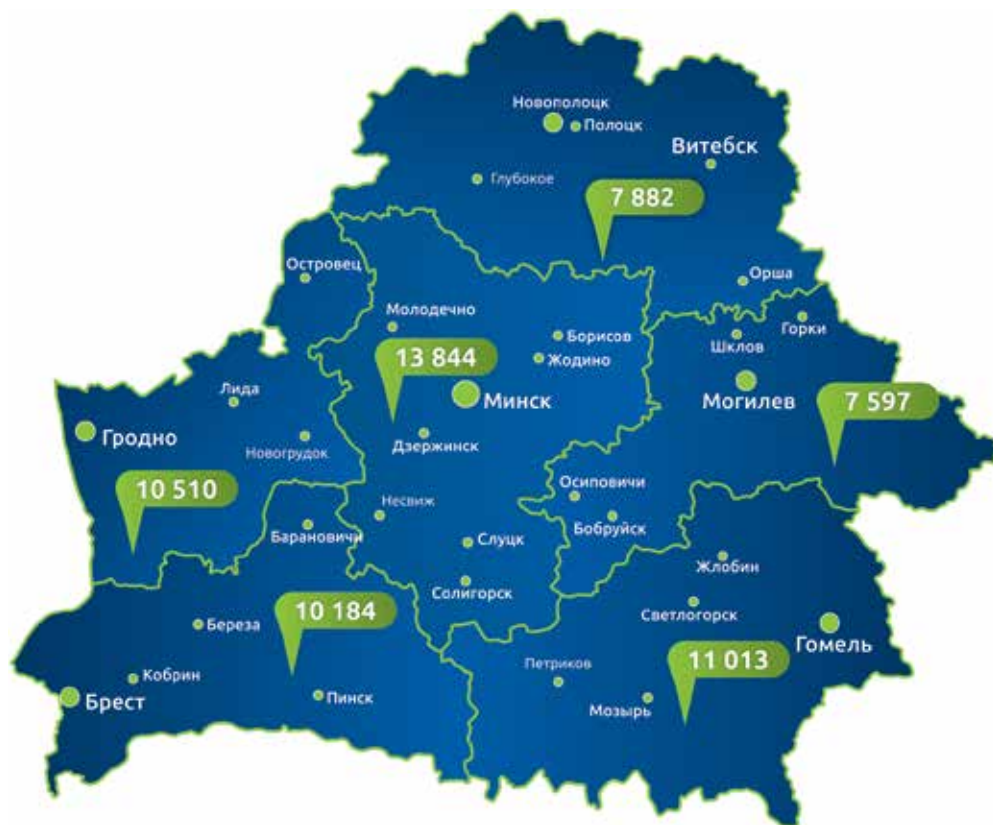 Новополоцк
Полоцк
Витебск
Глубокое
7 882
Островец
Орша
Молодечно
Горки
Борисов
Шклов
13 844
Жодино
Лида
Минск
Могилев
7 597
Гродно
Дзержинск
Новогрудок
10 510
Осиповичи
Несвиж
Барановичи
Бобруйск
Слуцк
Жлобин
Солигорск
10 184
Светлогорск
Береза
Гомель
11 013
Петриков
Кобрин
Брест
Пинск
Мозырь